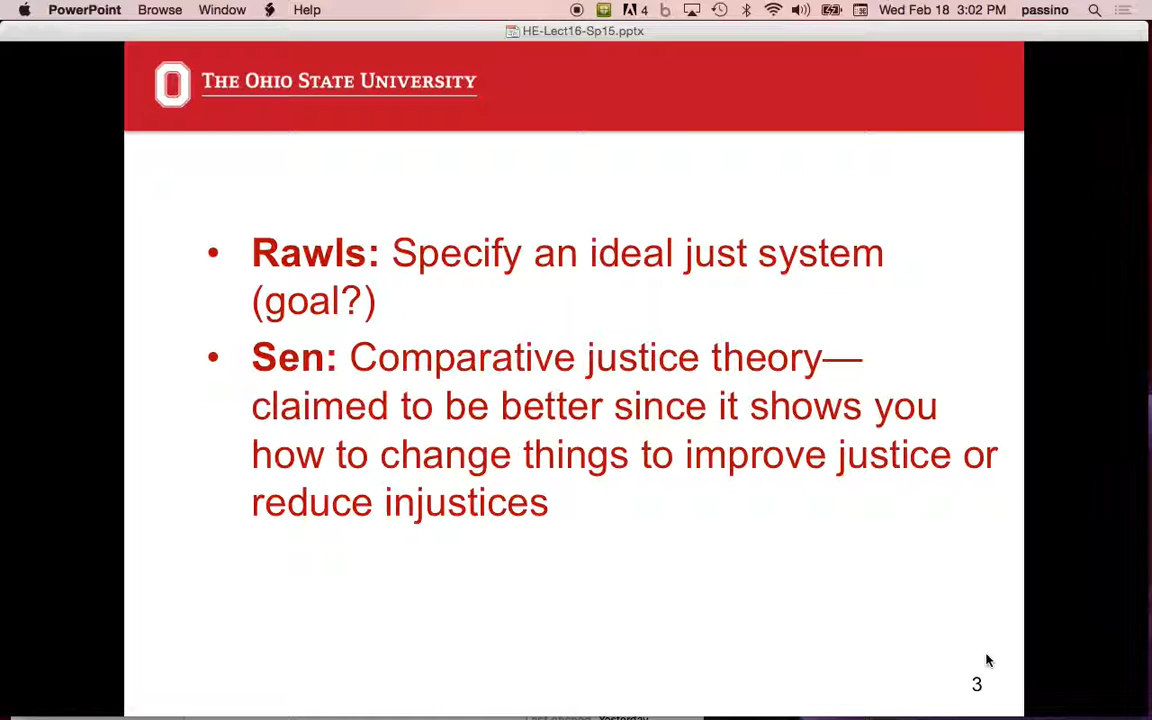 PowerPoint Browse Window Help 4 Wed Feb 18 3:02 PM passino
HE-Lect16-Sp15.pptx
THE OHIO STATE UNIVERSITY
• Rawls: Specify an ideal just system
(goal?)
• Sen: Comparative justice theory—
claimed to be better since it shows you
how to change things to improve justice or
reduce injustices
3
Yesterday